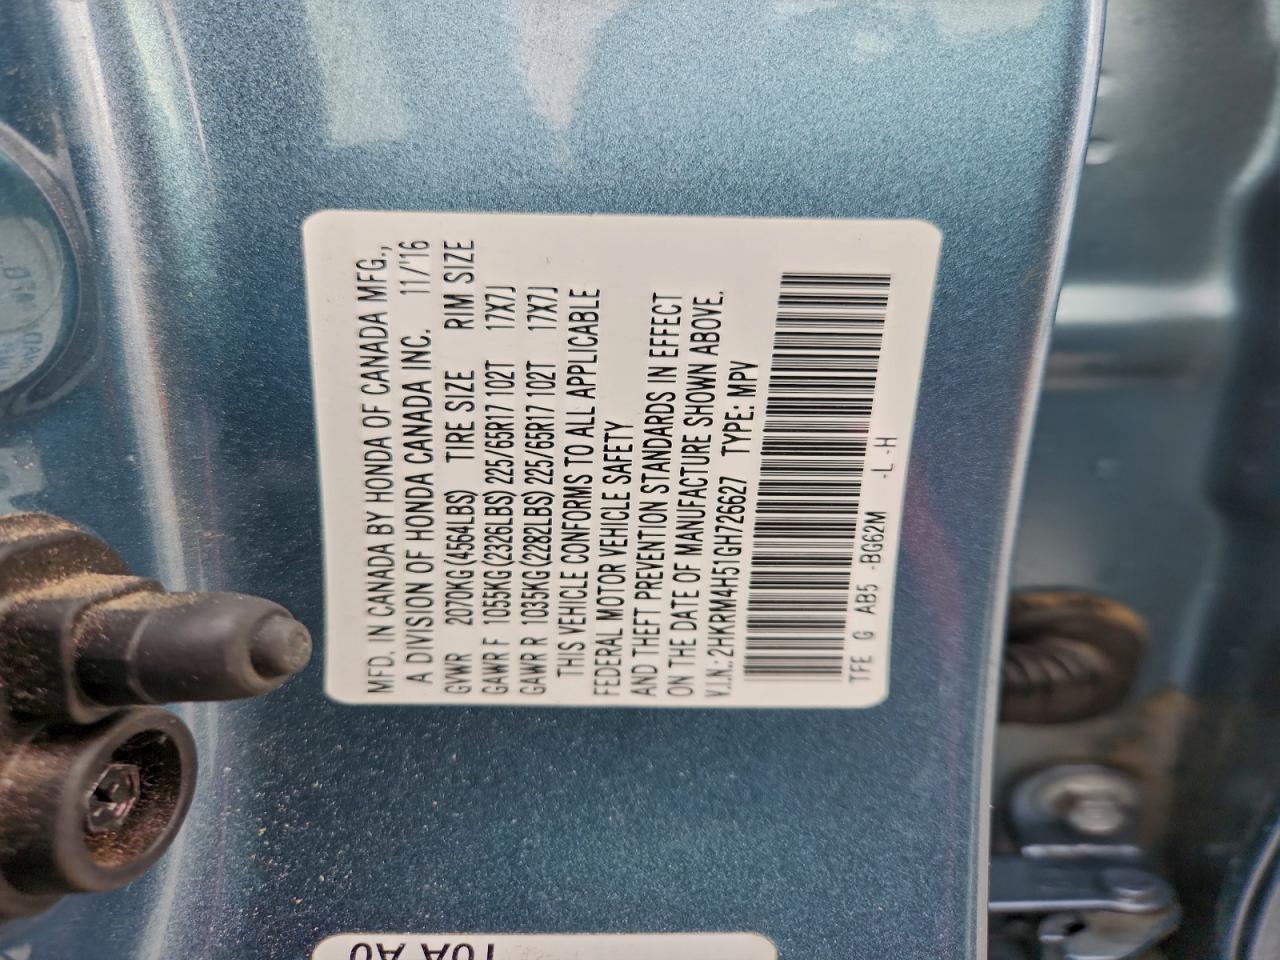 MFD. IN CANADA BY HONDA OF CANADA MFG.,
A DIVISION OF HONDA CANADA INC. 11/'16
GVWR 2070KG(4564LBS) TIRE SIZE RIM SIZE
GAWR F 1055KG(2326LBS) 225/65R17 102T 17X7J
GAWR R 1035KG(2282LBS) 225/65R17 102T 17X7J
THIS VEHICLE CONFORMS TO ALL APPLICABLE
FEDERAL MOTOR VEHICLE SAFETY
AND THEFT PREVENTION STANDARDS IN EFFECT
ON THE DATE OF MANUFACTURE SHOWN ABOVE.
V.I.N.:2HKRM4H51GH726627 TYPE: MPV
TFE G AB5 -BG62M -L -H